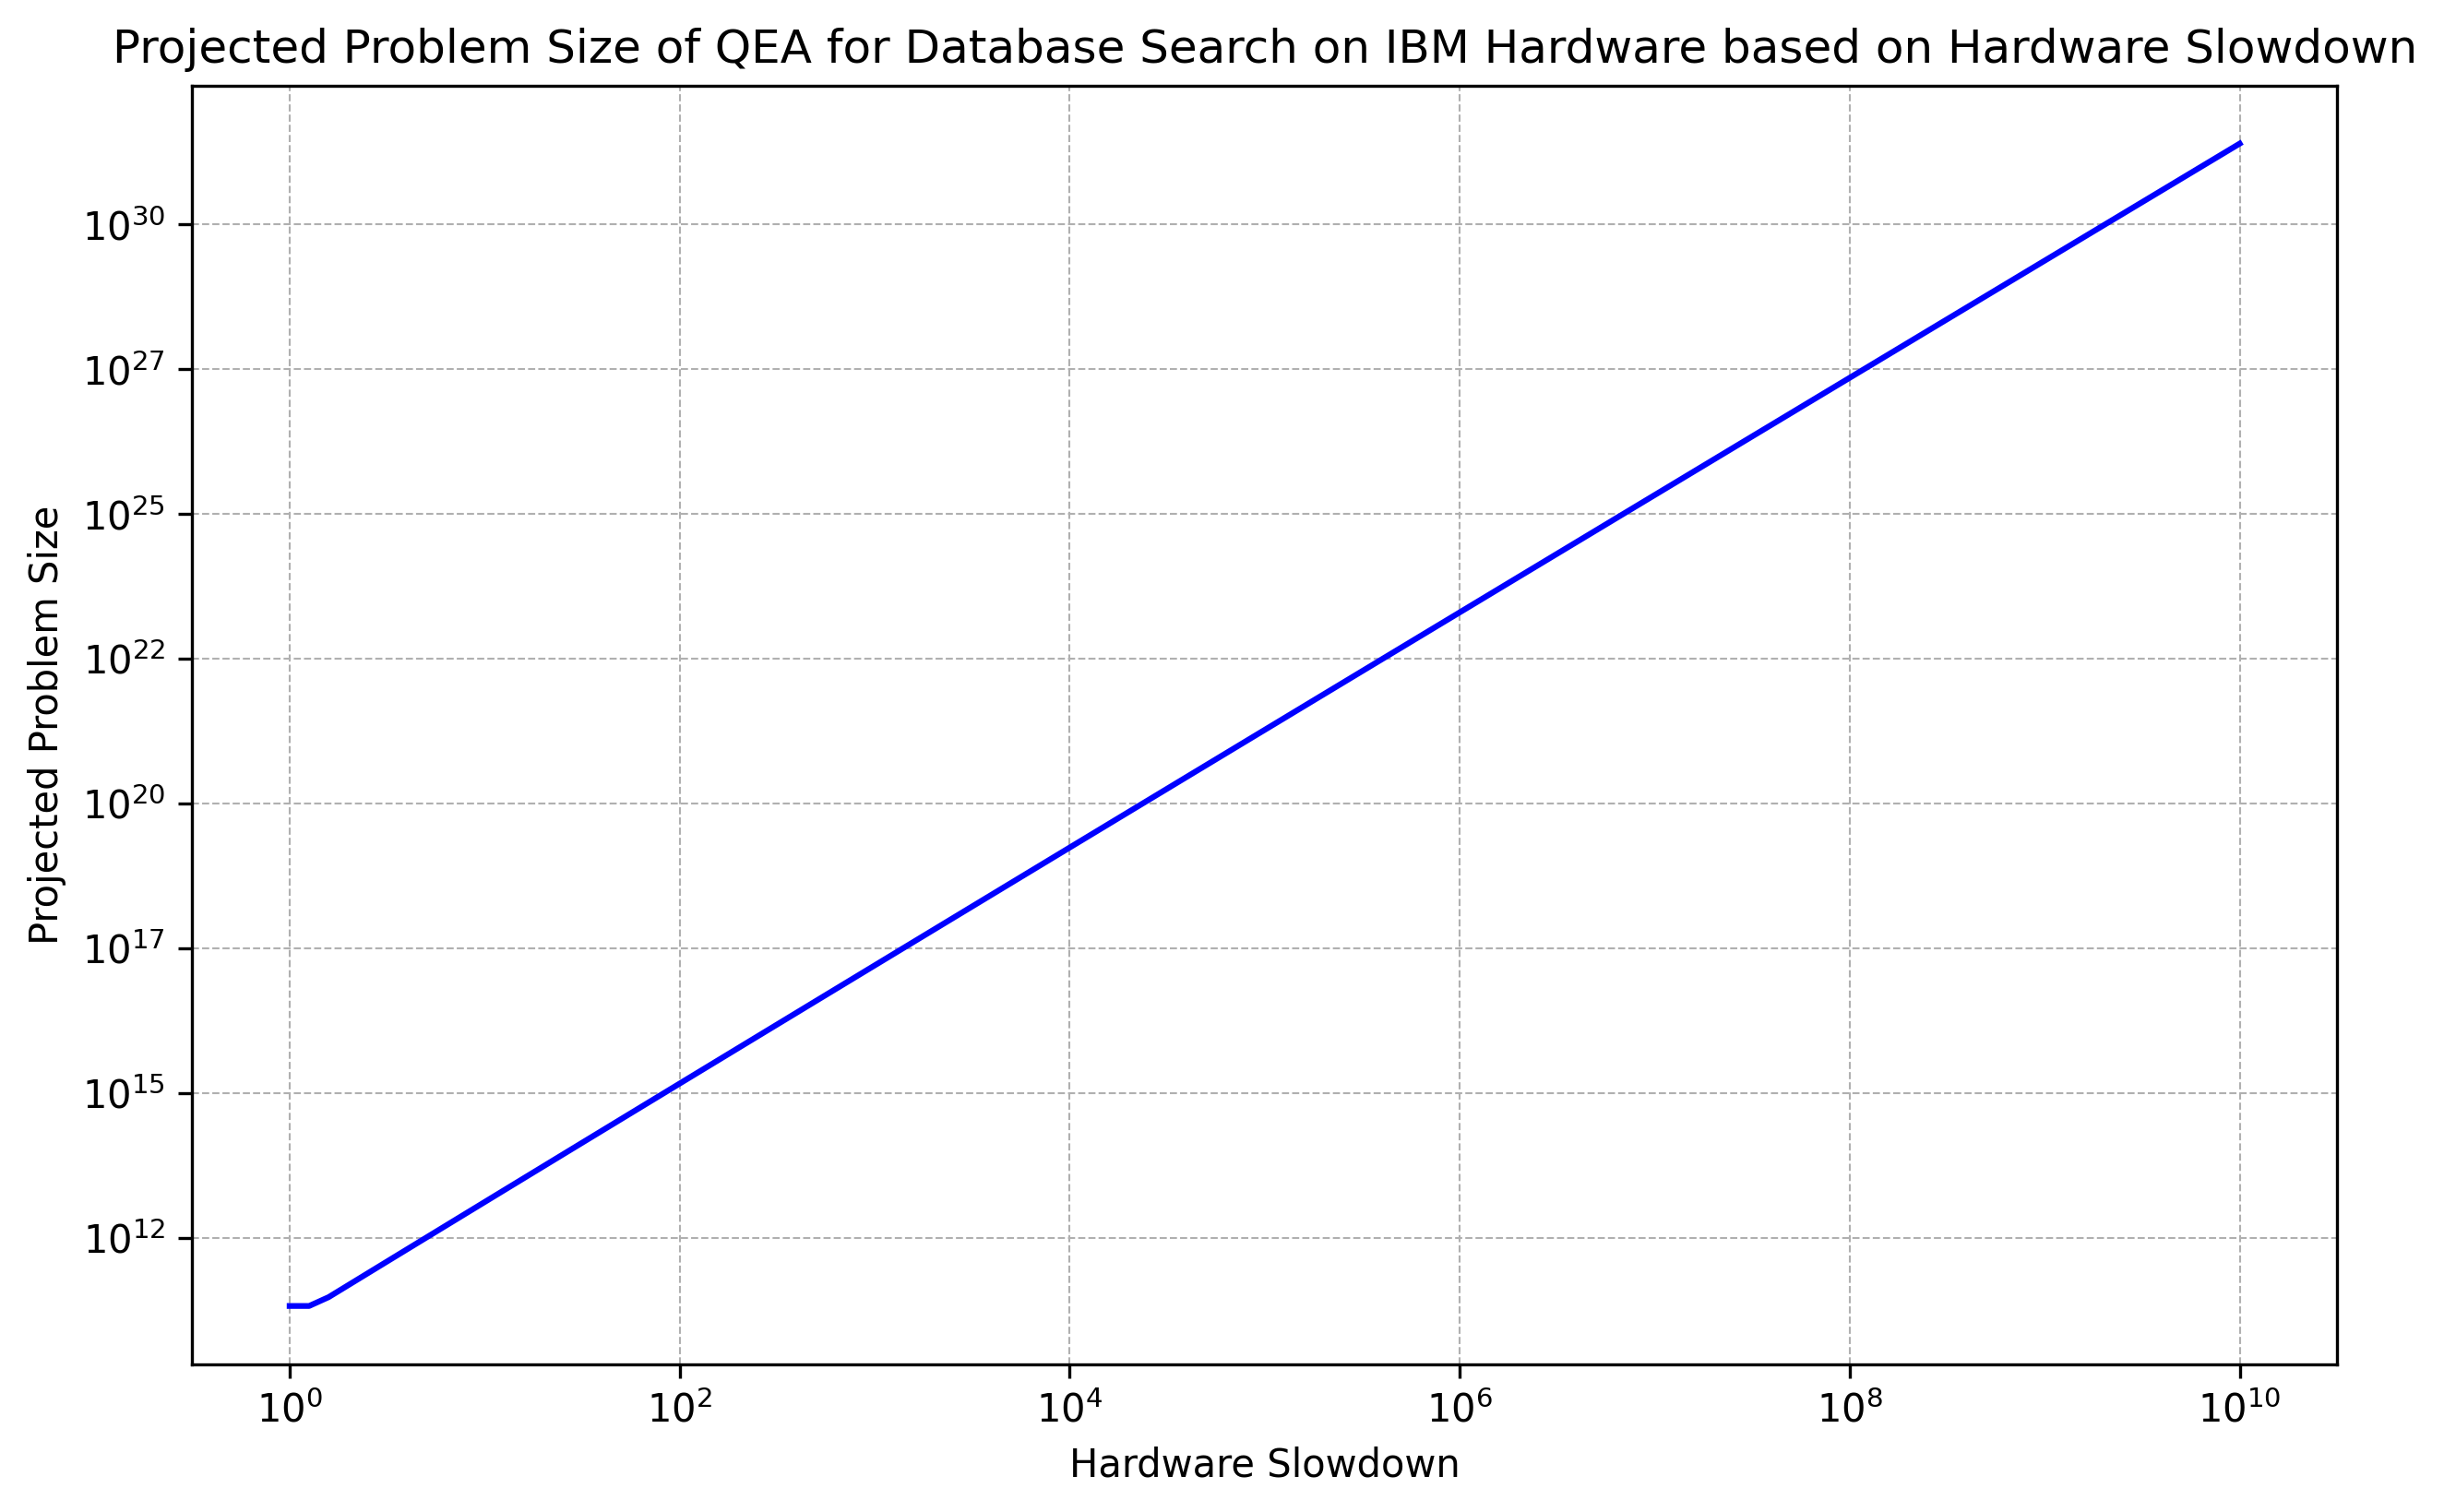 Projected Problem Size of QEA for Database Search on IBM Hardware based on Hardware Slowdown
Projected Problem Size
10^30
10^27
10^25
10^22
10^20
10^17
10^15
10^12
10^0 10^2 10^4 10^6 10^8 10^10
Hardware Slowdown